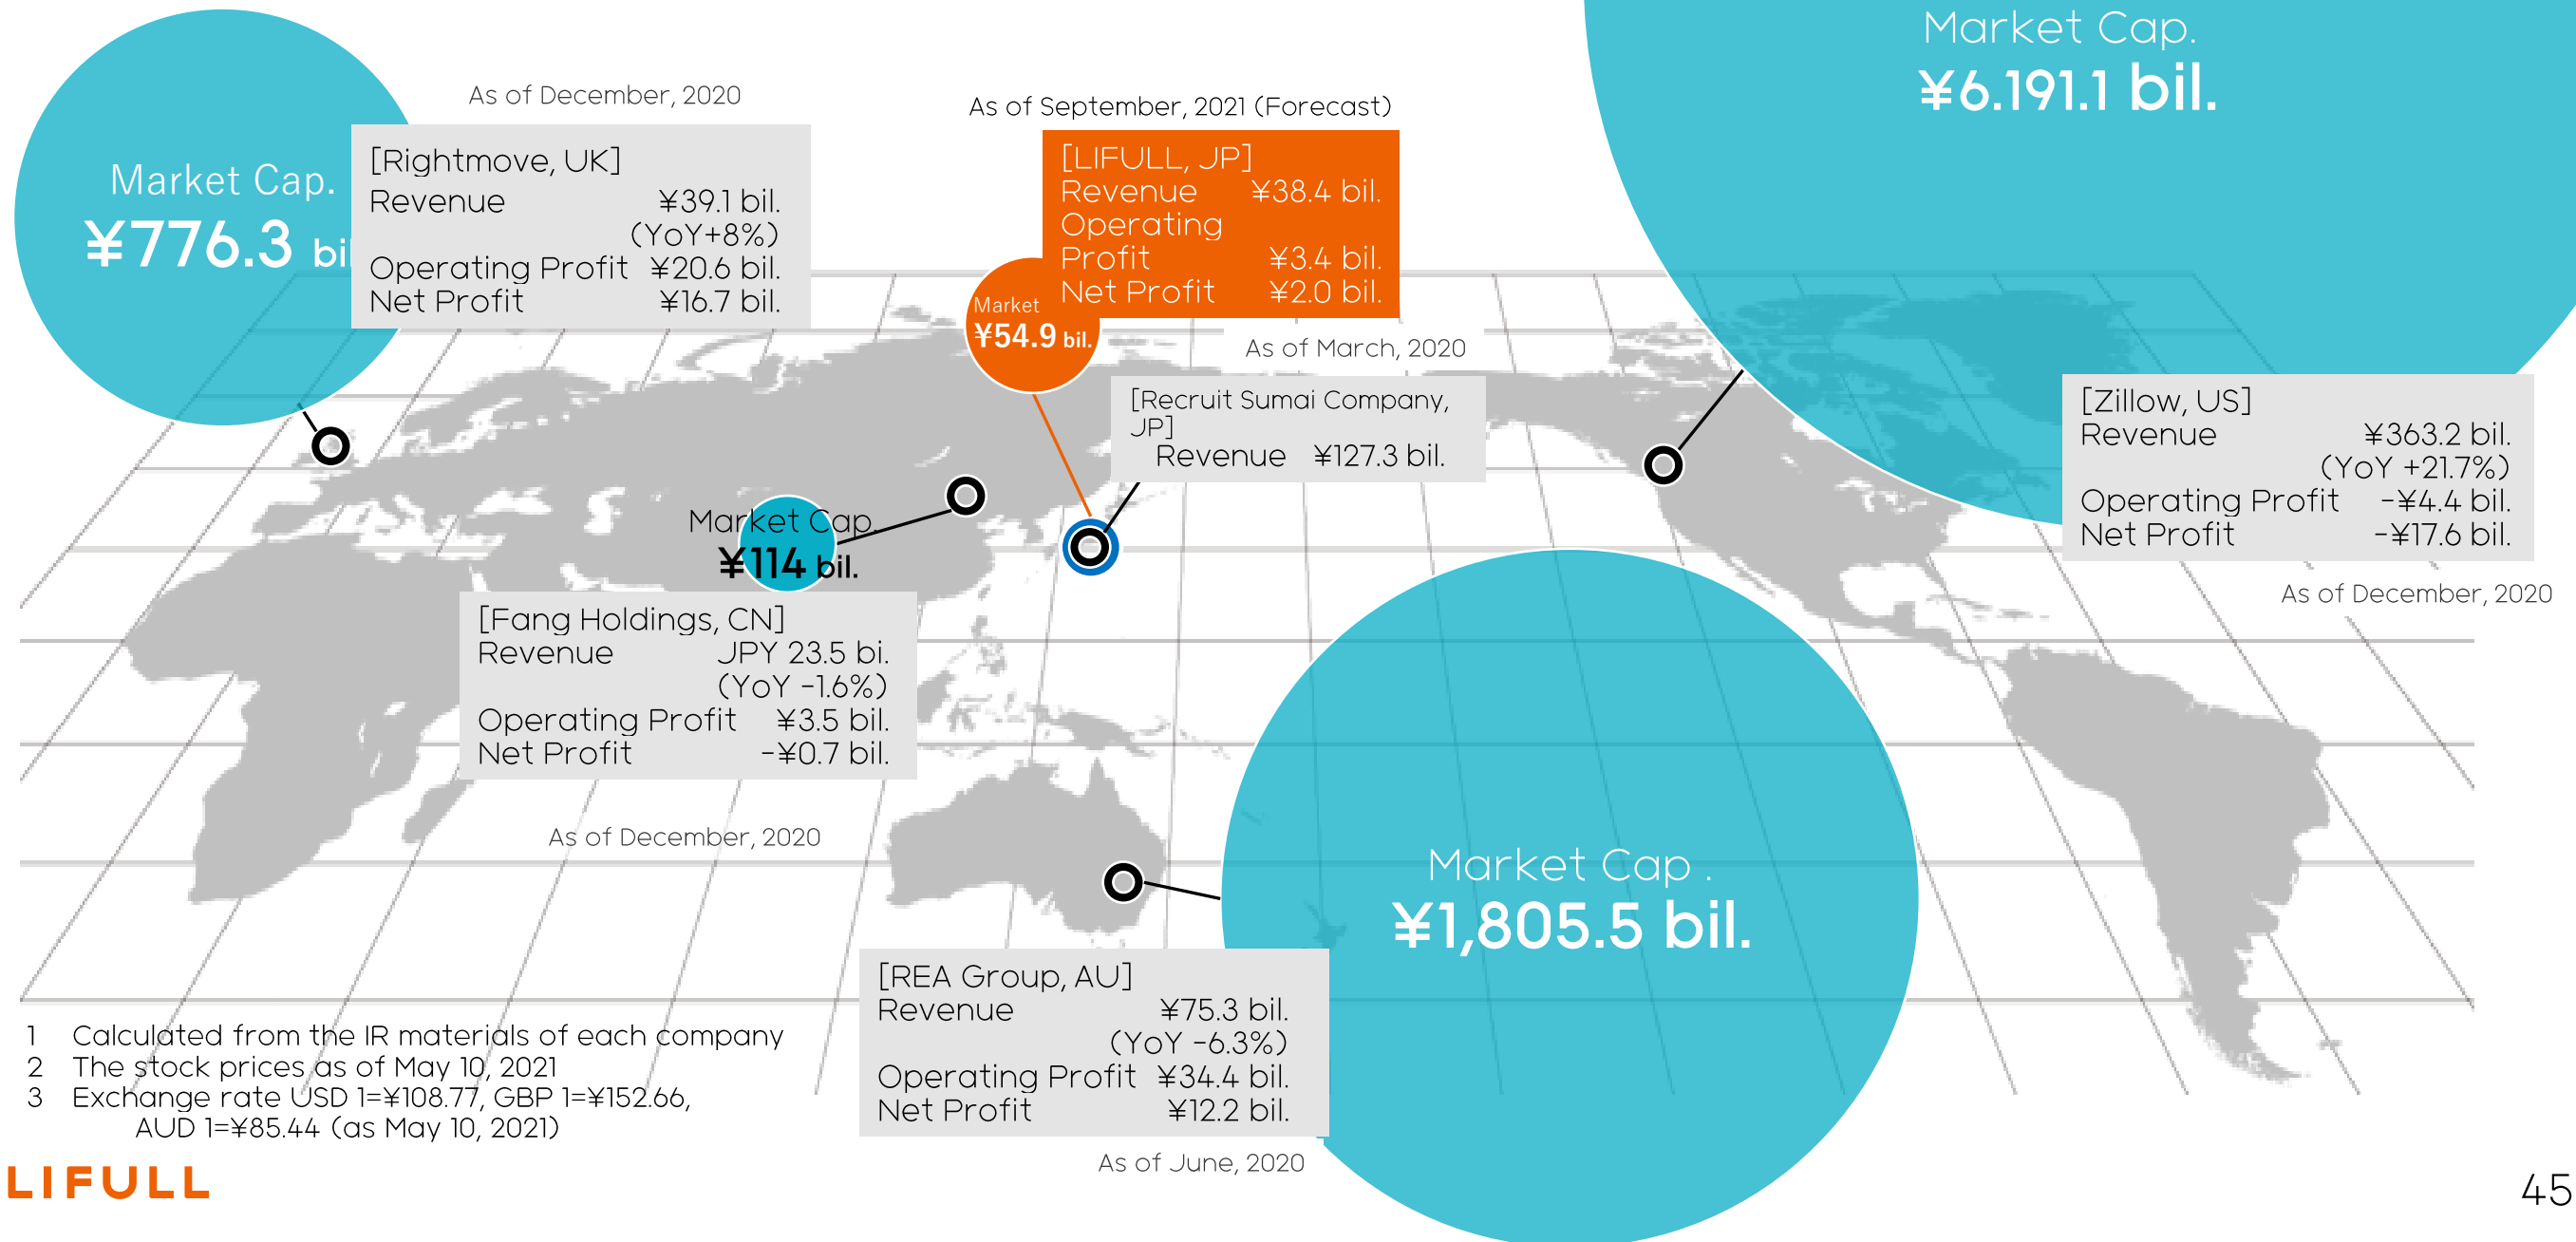 Market Cap.
¥6.191.1 bil.
As of December, 2020
Market Cap.
¥776.3 bil
[Rightmove, UK]
Revenue ¥39.1 bil.
(YoY+8%)
Operating Profit ¥20.6 bil.
Net Profit ¥16.7 bil.
As of September, 2021 (Forecast)
[LIFULL, JP]
Revenue ¥38.4 bil.
Operating
Profit ¥3.4 bil.
Net Profit ¥2.0 bil.
Market
¥54.9 bil.
As of March, 2020
[Recruit Sumai Company,
JP]
Revenue ¥127.3 bil.
[Zillow, US]
Revenue ¥363.2 bil.
(YoY +21.7%)
Operating Profit -¥4.4 bil.
Net Profit -¥17.6 bil.
As of December, 2020
Market Cap.
¥114 bil.
[Fang Holdings, CN]
Revenue JPY 23.5 bi.
(YoY -1.6%)
Operating Profit ¥3.5 bil.
Net Profit -¥0.7 bil.
As of December, 2020
Market Cap .
¥1,805.5 bil.
[REA Group, AU]
Revenue ¥75.3 bil.
(YoY -6.3%)
Operating Profit ¥34.4 bil.
Net Profit ¥12.2 bil.
As of June, 2020
1 Calculated from the IR materials of each company
2 The stock prices as of May 10, 2021
3 Exchange rate USD 1=¥108.77, GBP 1=¥152.66,
AUD 1=¥85.44 (as May 10, 2021)
LIFULL
45